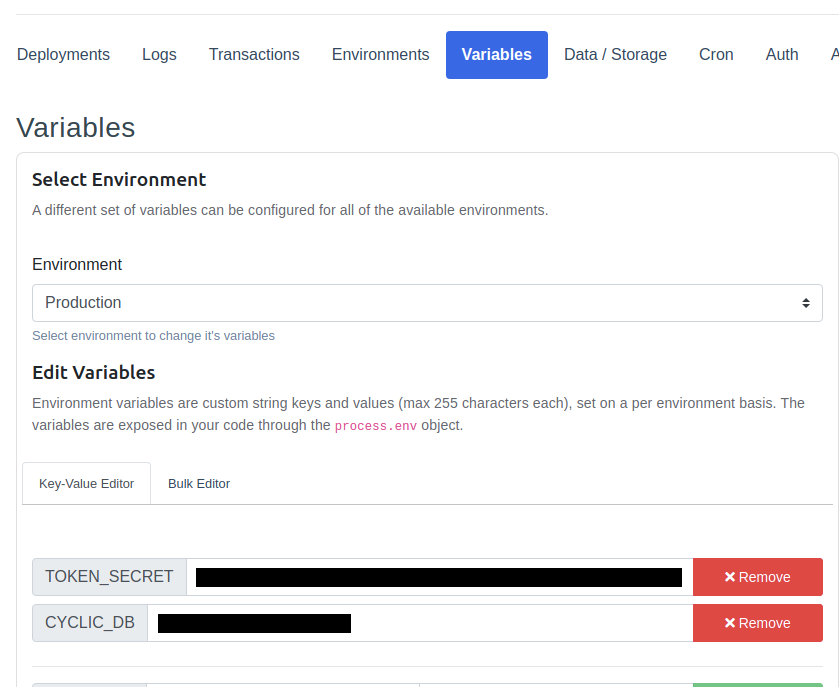 Deployments Logs Transactions Environments Variables Data / Storage Cron Auth A
Variables
Select Environment
A different set of variables can be configured for all of the available environments.
Environment
Production
Select environment to change it's variables
Edit Variables
Environment variables are custom string keys and values (max 255 characters each), set on a per environment basis. The
variables are exposed in your code through the process.env object.
Key-Value Editor Bulk Editor
TOKEN_SECRET Remove
CYCLIC_DB Remove